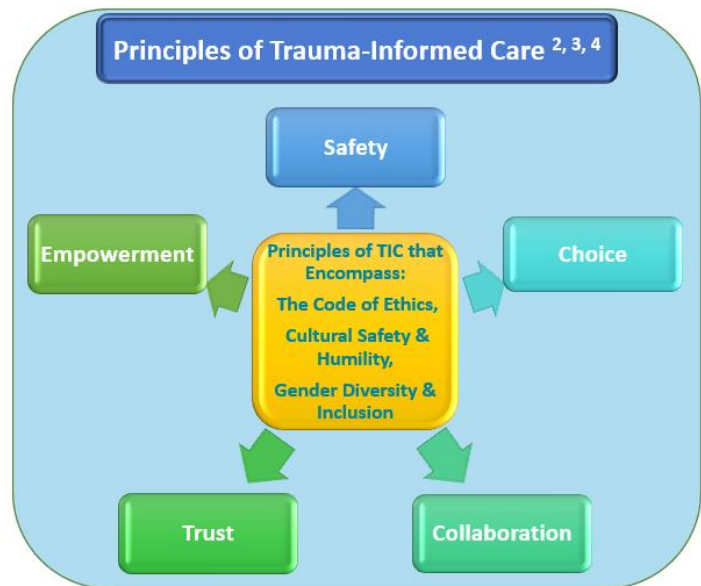 Principles of Trauma-Informed Care 2, 3, 4
Safety
Empowerment
Principles of TIC that
Encompass:
The Code of Ethics,
Cultural Safety &
Humility,
Gender Diversity &
Inclusion
Choice
Trust
Collaboration